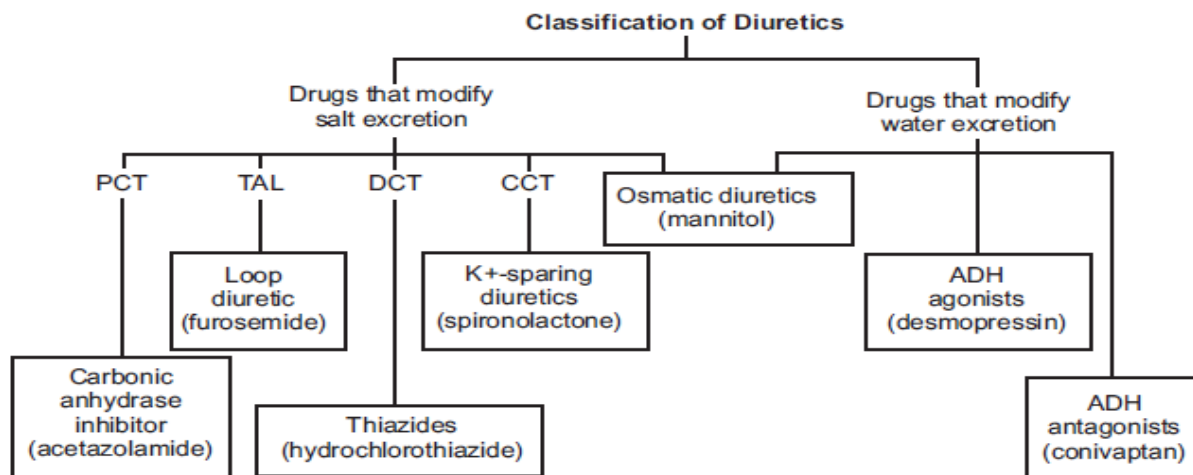 Classification of Diuretics
Drugs that modify
salt excretion
Drugs that modify
water excretion
PCT
TAL
DCT
CCT
Osmatic diuretics
(mannitol)
Loop
diuretic
(furosemide)
K+-sparing
diuretics
(spironolactone)
ADH
agonists
(desmopressin)
Carbonic
anhydrase
inhibitor
(acetazolamide)
Thiazides
(hydrochlorothiazide)
ADH
antagonists
(conivaptan)